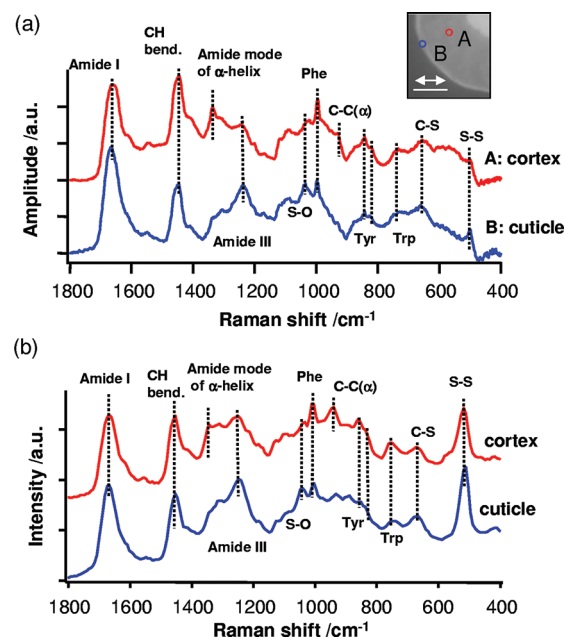 (a)
CH
bend.
Amide I
Amide mode
of α-helix
Phe
C-C(α)
C-S
S-S
A
B
A: cortex
B: cuticle
S-O
Amide III
Tyr
Trp
Amplitude /a.u.
1800 1600 1400 1200 1000 800 600 400
Raman shift /cm-1
(b)
Amide I
CH
bend.
Amide mode
of α-helix
Phe
C-C(α)
C-S
S-S
cortex
cuticle
S-O
Amide III
Tyr
Trp
Intensity /a.u.
1800 1600 1400 1200 1000 800 600 400
Raman shift /cm-1